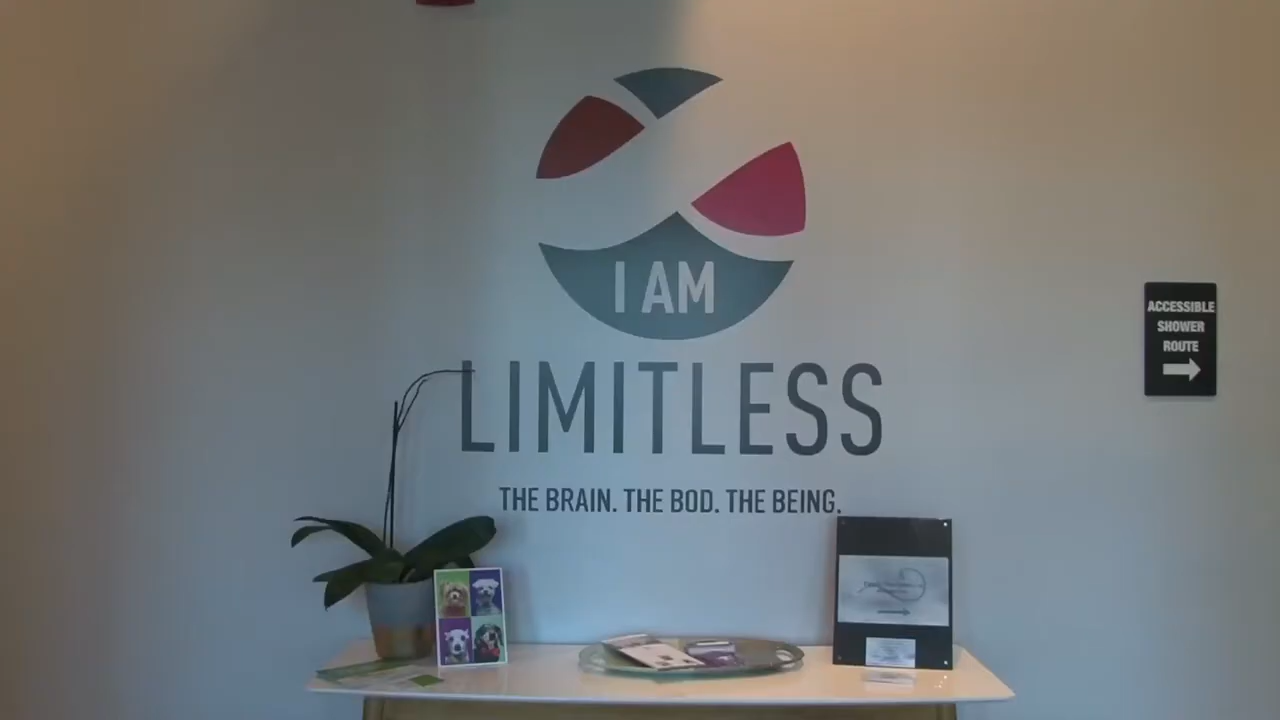 I AM
LIMITLESS
THE BRAIN. THE BOD. THE BEING.
ACCESSIBLE
SHOWER
ROUTE